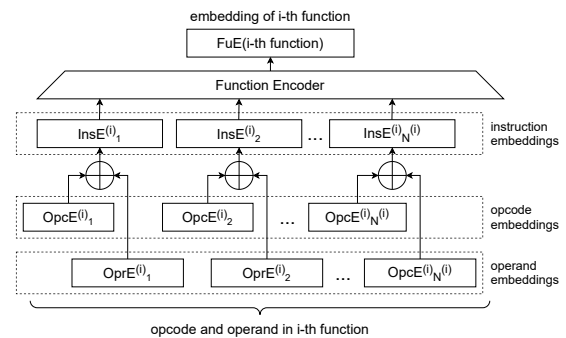 embedding of i-th function
FuE(i-th function)
Function Encoder
InsE⁽ⁱ⁾₁ InsE⁽ⁱ⁾₂ ... InsE⁽ⁱ⁾N⁽ⁱ⁾ instruction
embeddings
OpcE⁽ⁱ⁾₁ OpcE⁽ⁱ⁾₂ ... OpcE⁽ⁱ⁾N⁽ⁱ⁾ opcode
embeddings
OprE⁽ⁱ⁾₁ OprE⁽ⁱ⁾₂ ... OpcE⁽ⁱ⁾N⁽ⁱ⁾ operand
embeddings
opcode and operand in i-th function